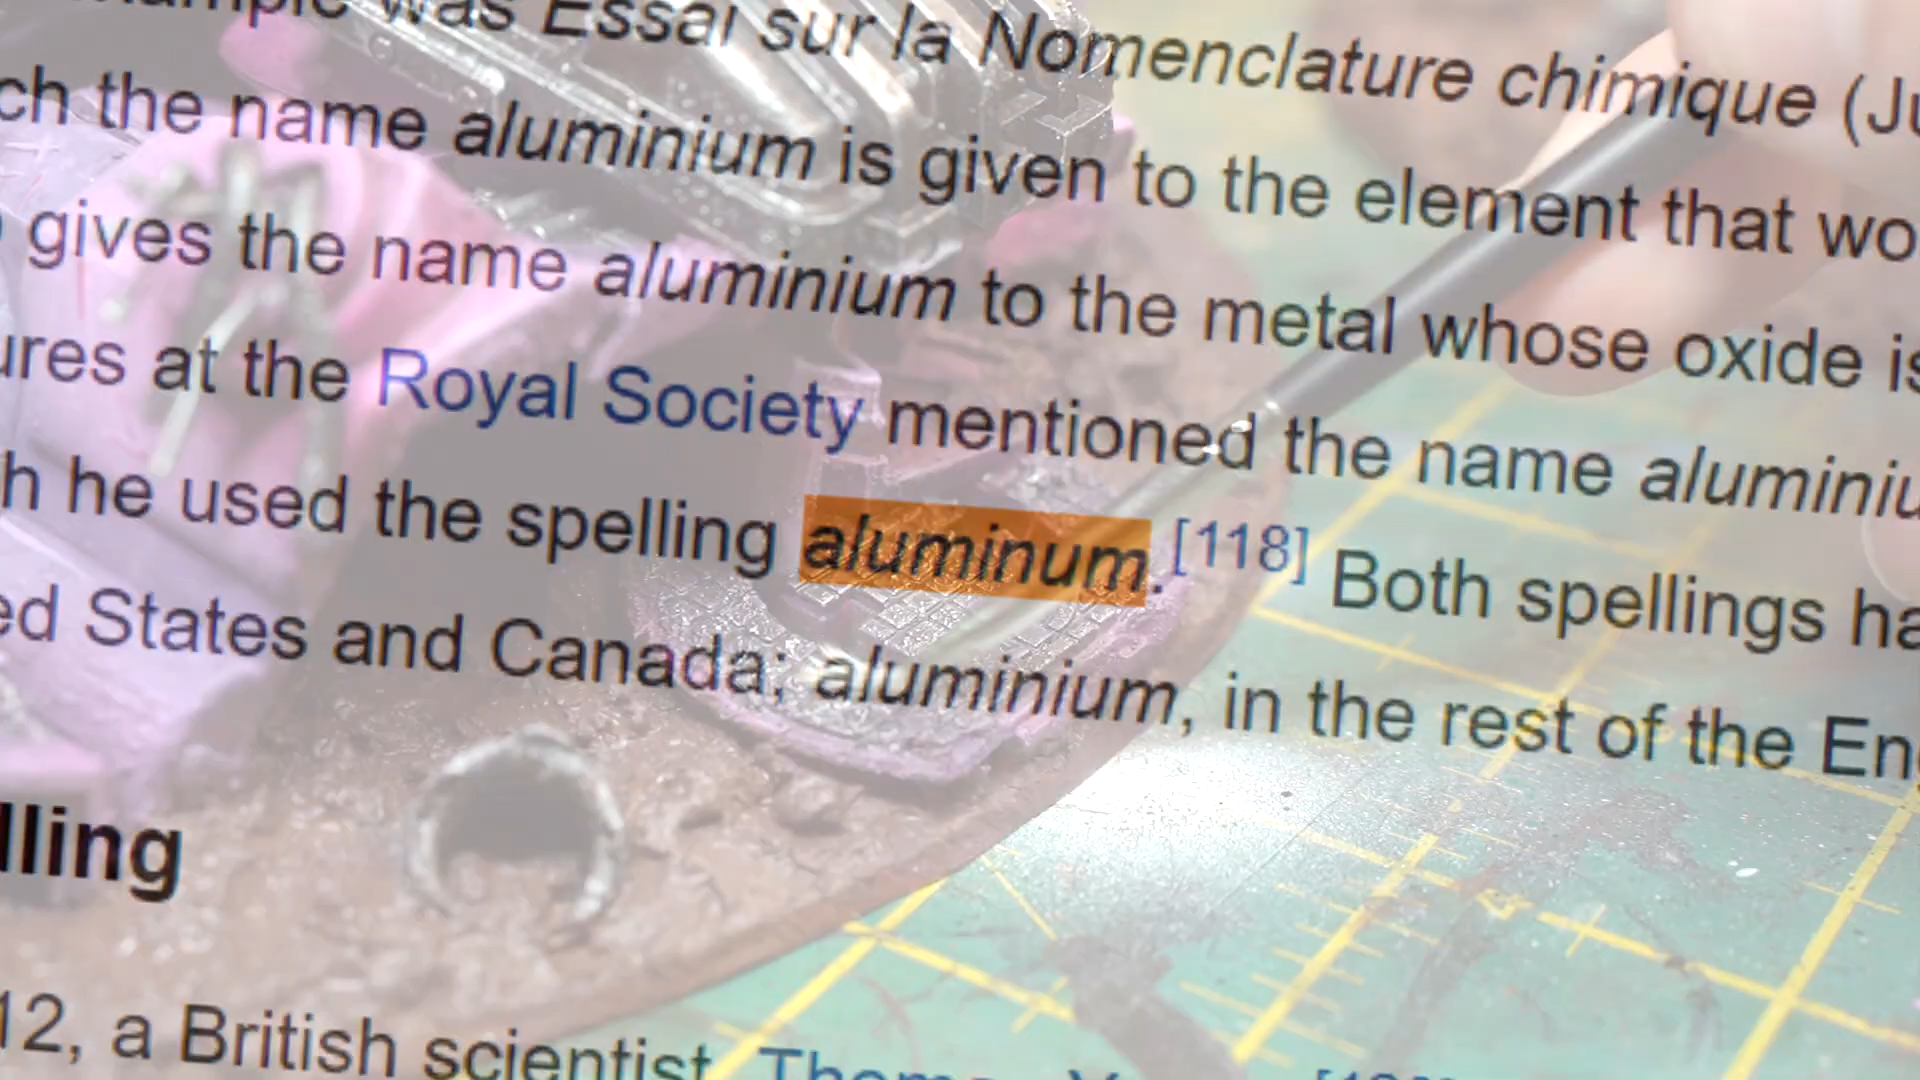 was Essai sur la Nomenclature chimique (Ju
ch the name aluminium is given to the element that wo
gives the name aluminium to the metal whose oxide is
ures at the Royal Society mentioned the name aluminiu
h he used the spelling aluminum.[118] Both spellings ha
ed States and Canada; aluminium, in the rest of the Eng
lling
12, a British scientist,